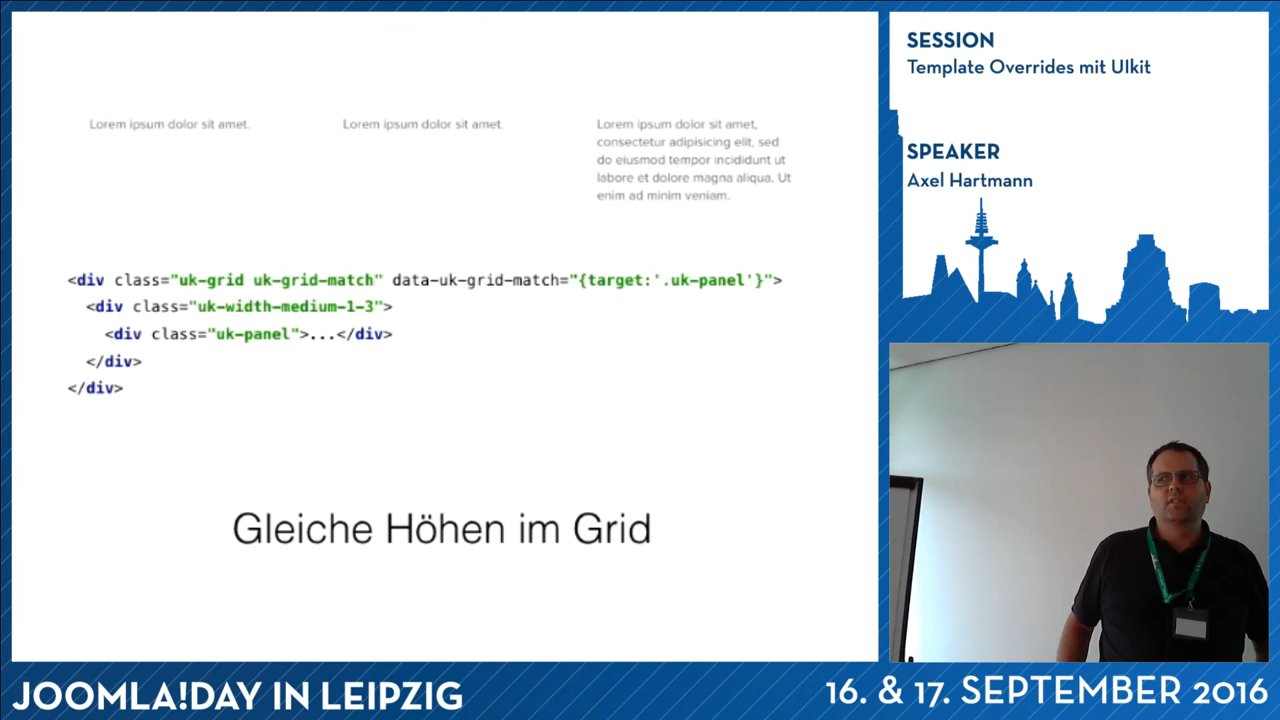 Lorem ipsum dolor sit amet.
Lorem ipsum dolor sit amet.
Lorem ipsum dolor sit amet,
consectetur adipisicing elit, sed
do eiusmod tempor incididunt ut
labore et dolore magna aliqua. Ut
enim ad minim veniam.
<div class="uk-grid uk-grid-match" data-uk-grid-match="{target:'.uk-panel'}">
<div class="uk-width-medium-1-3">
<div class="uk-panel">...</div>
</div>
</div>
Gleiche Höhen im Grid
SESSION
Template Overrides mit UIkit
SPEAKER
Axel Hartmann
JOOMLA!DAY IN LEIPZIG
16. & 17. SEPTEMBER 2016